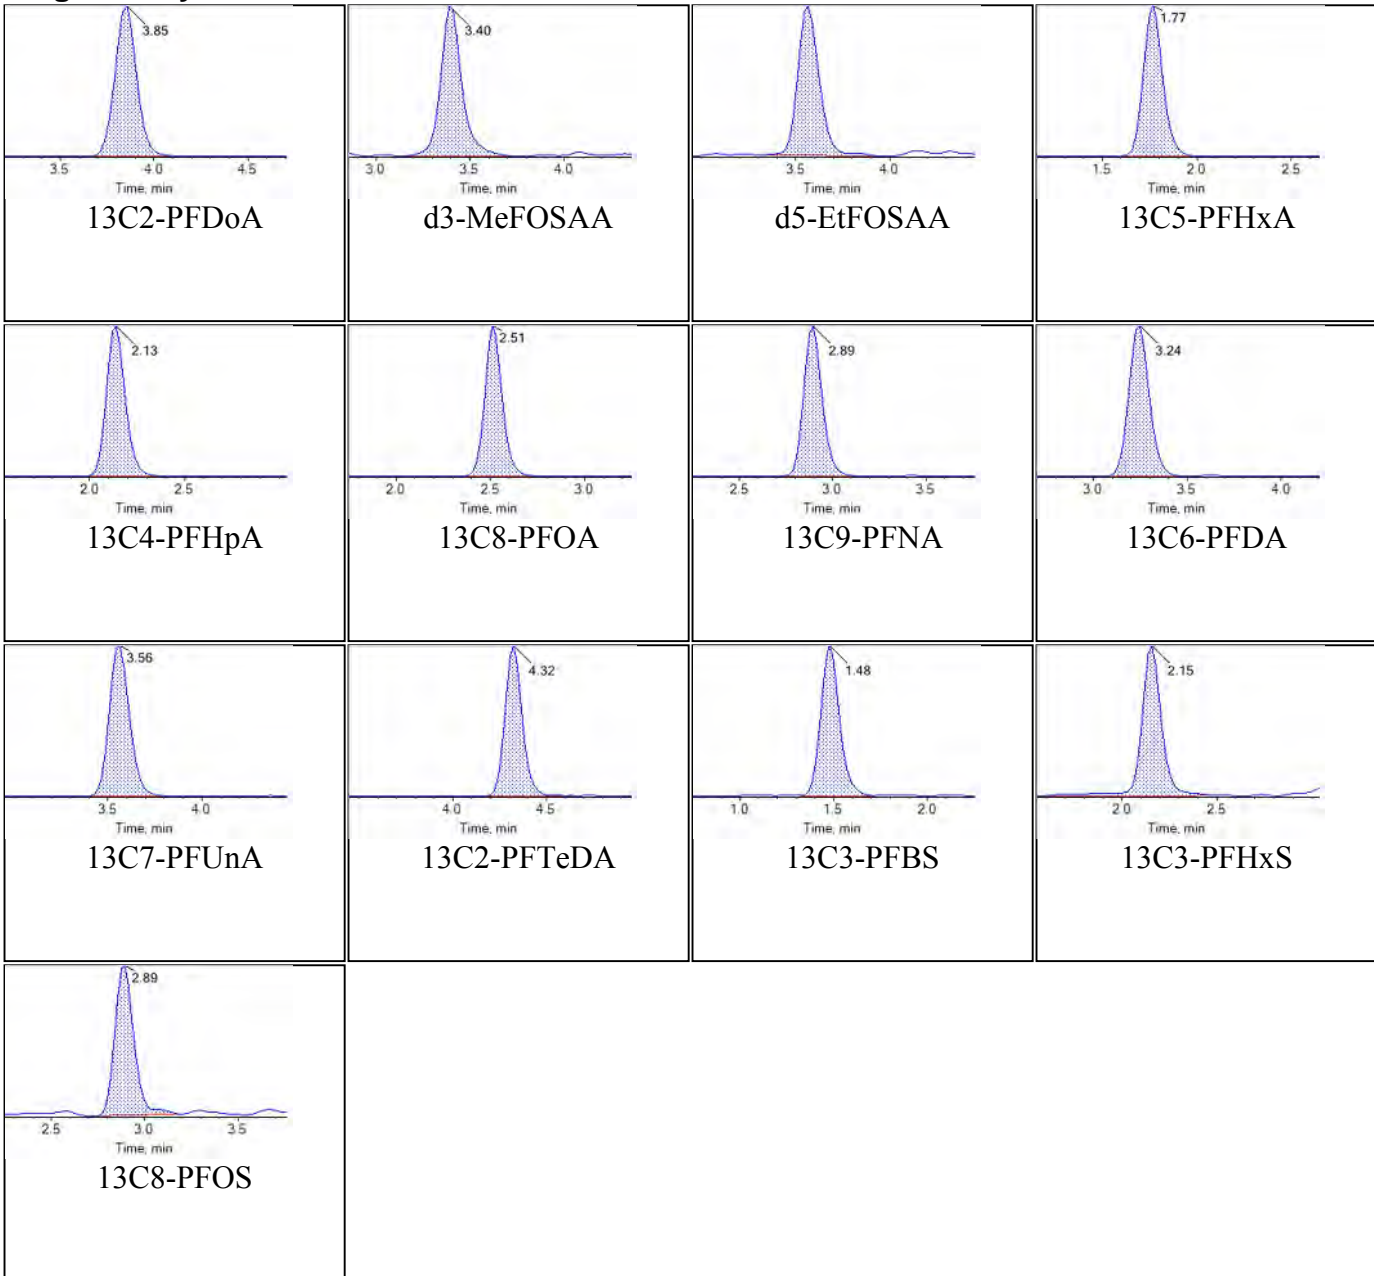 3.85
3.5 4.0 4.5
Time, min
13C2-PFDoA
3.40
3.0 3.5 4.0
Time, min
d3-MeFOSAA
3.5 4.0
Time, min
d5-EtFOSAA
1.77
1.5 2.0 2.5
Time, min
13C5-PFHxA
2.13
2.0 2.5
Time, min
13C4-PFHpA
2.51
2.0 2.5 3.0
Time, min
13C8-PFOA
2.89
2.5 3.0 3.5
Time, min
13C9-PFNA
3.24
3.0 3.5 4.0
Time, min
13C6-PFDA
3.56
3.5 4.0
Time, min
13C7-PFUnA
4.32
4.0 4.5
Time, min
13C2-PFTeDA
1.48
1.0 1.5 2.0
Time, min
13C3-PFBS
2.15
2.0 2.5
Time, min
13C3-PFHxS
2.89
2.5 3.0 3.5
Time, min
13C8-PFOS